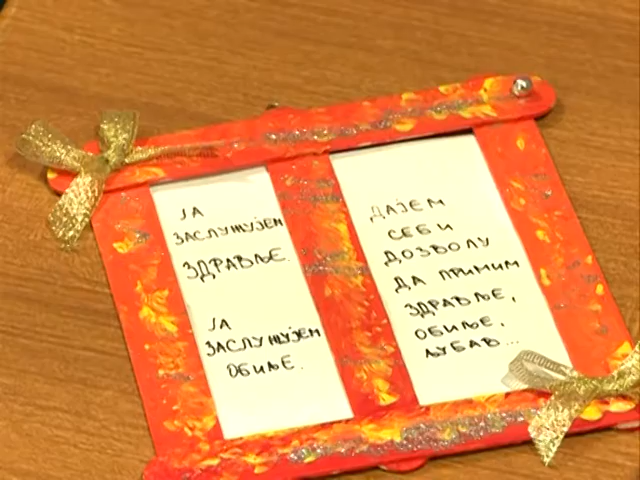 ЈА
ЗАСЛУЖУЈЕМ
ЗДРАВЉЕ.
ЈА
ЗАСЛУЖУЈЕМ
ОБИЉЕ.
ДАЈЕМ
СЕБИ
ДОЗВОЛУ
ДА ПРИМИМ
ЗДРАВЉЕ,
ОБИЉЕ,
ЉУБАВ...